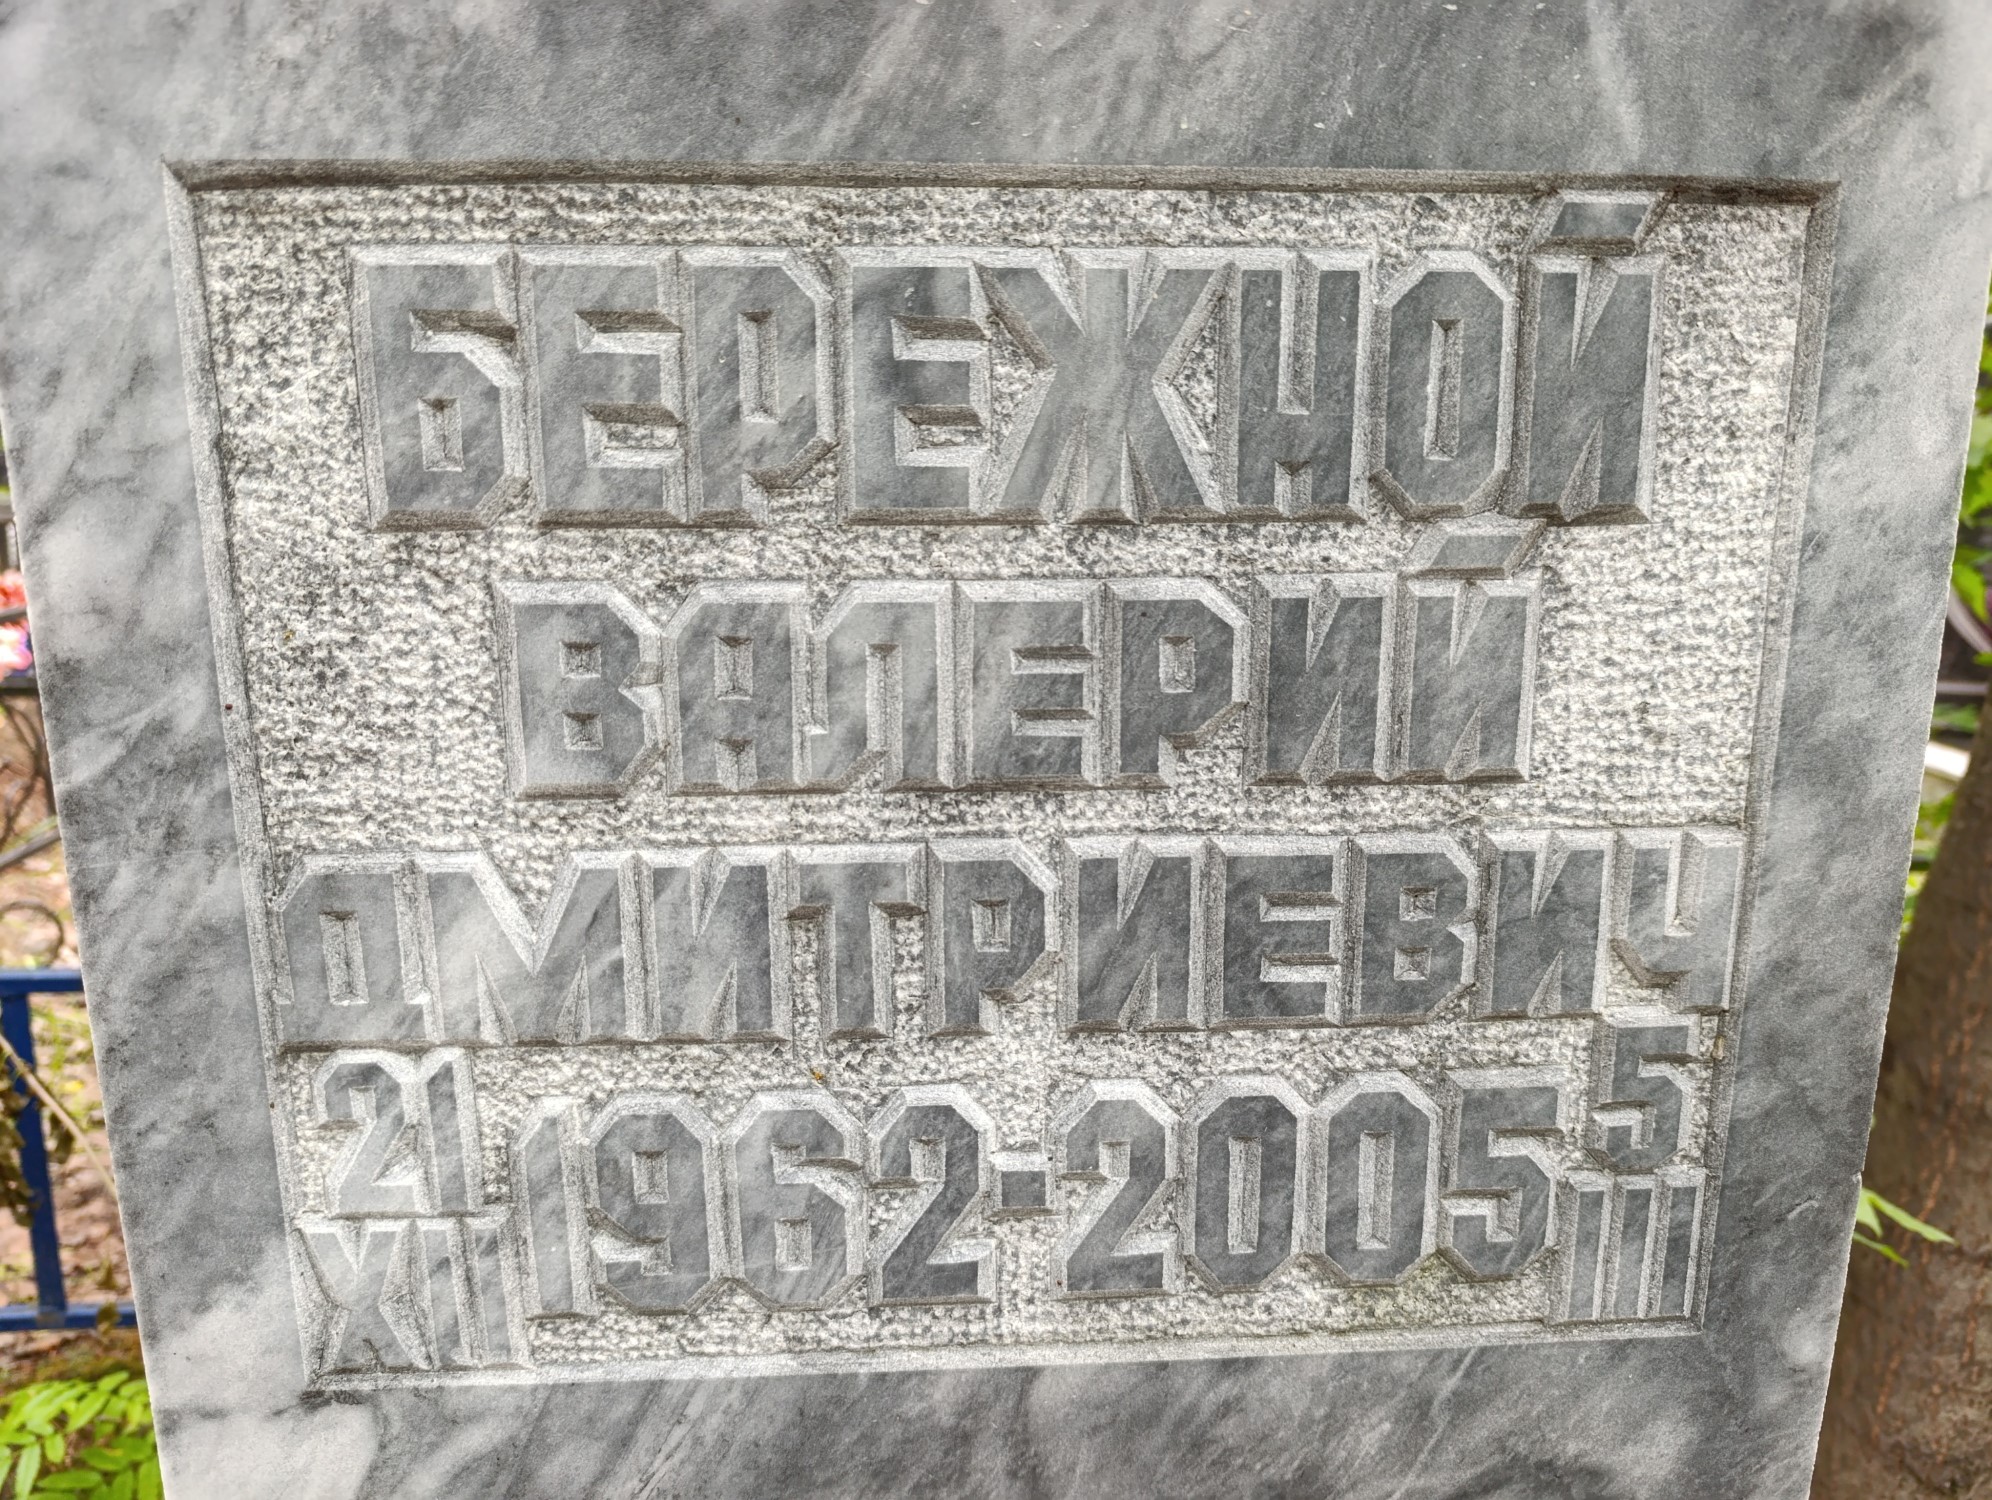 БЕРЕЖНОЙ
ВАЛЕРИЙ
ДМИТРИЕВИЧ
21 1962-2005 5
XII III